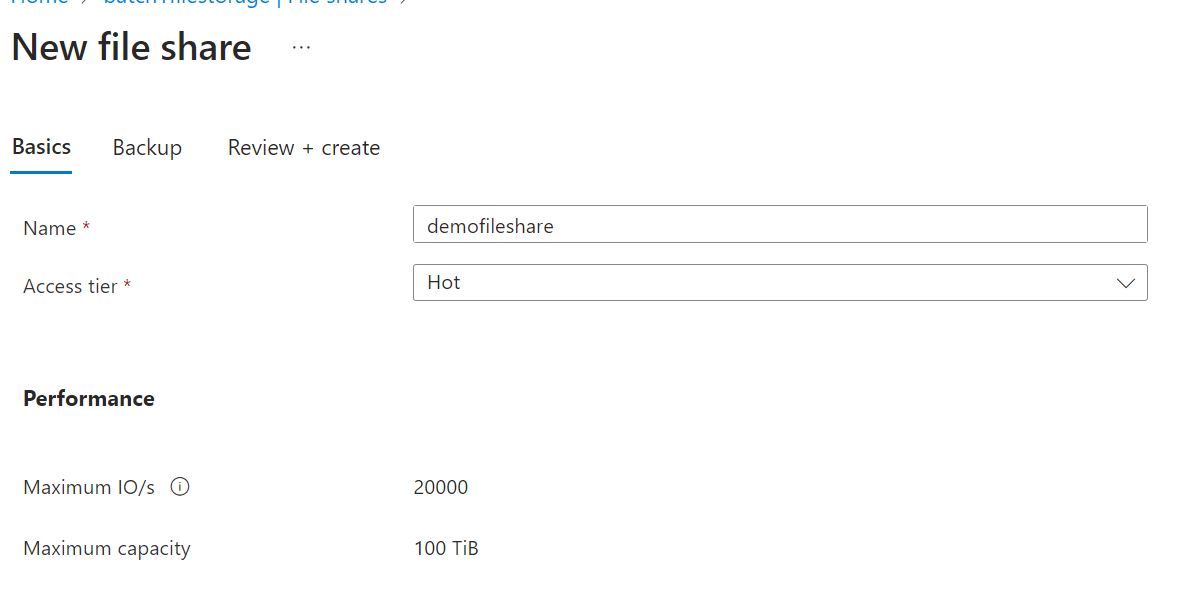 Home > | File shares >
New file share ...
Basics Backup Review + create
Name * demofileshare
Access tier * Hot
Performance
Maximum IO/s 20000
Maximum capacity 100 TiB